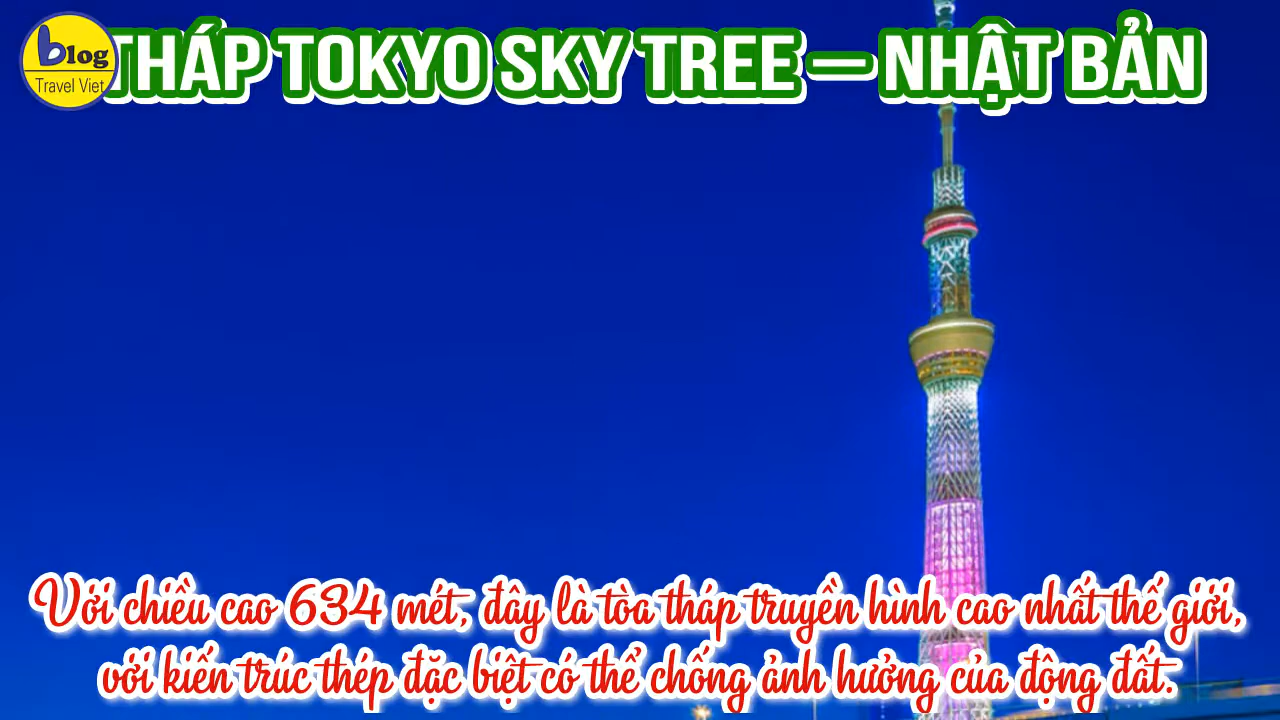 blog
Travel Viet
THÁP TOKYO SKY TREE – NHẬT BẢN
Với chiều cao 634 mét, đây là tòa tháp truyền hình cao nhất thế giới,
với kiến trúc thép đặc biệt có thể chống ảnh hưởng của động đất.